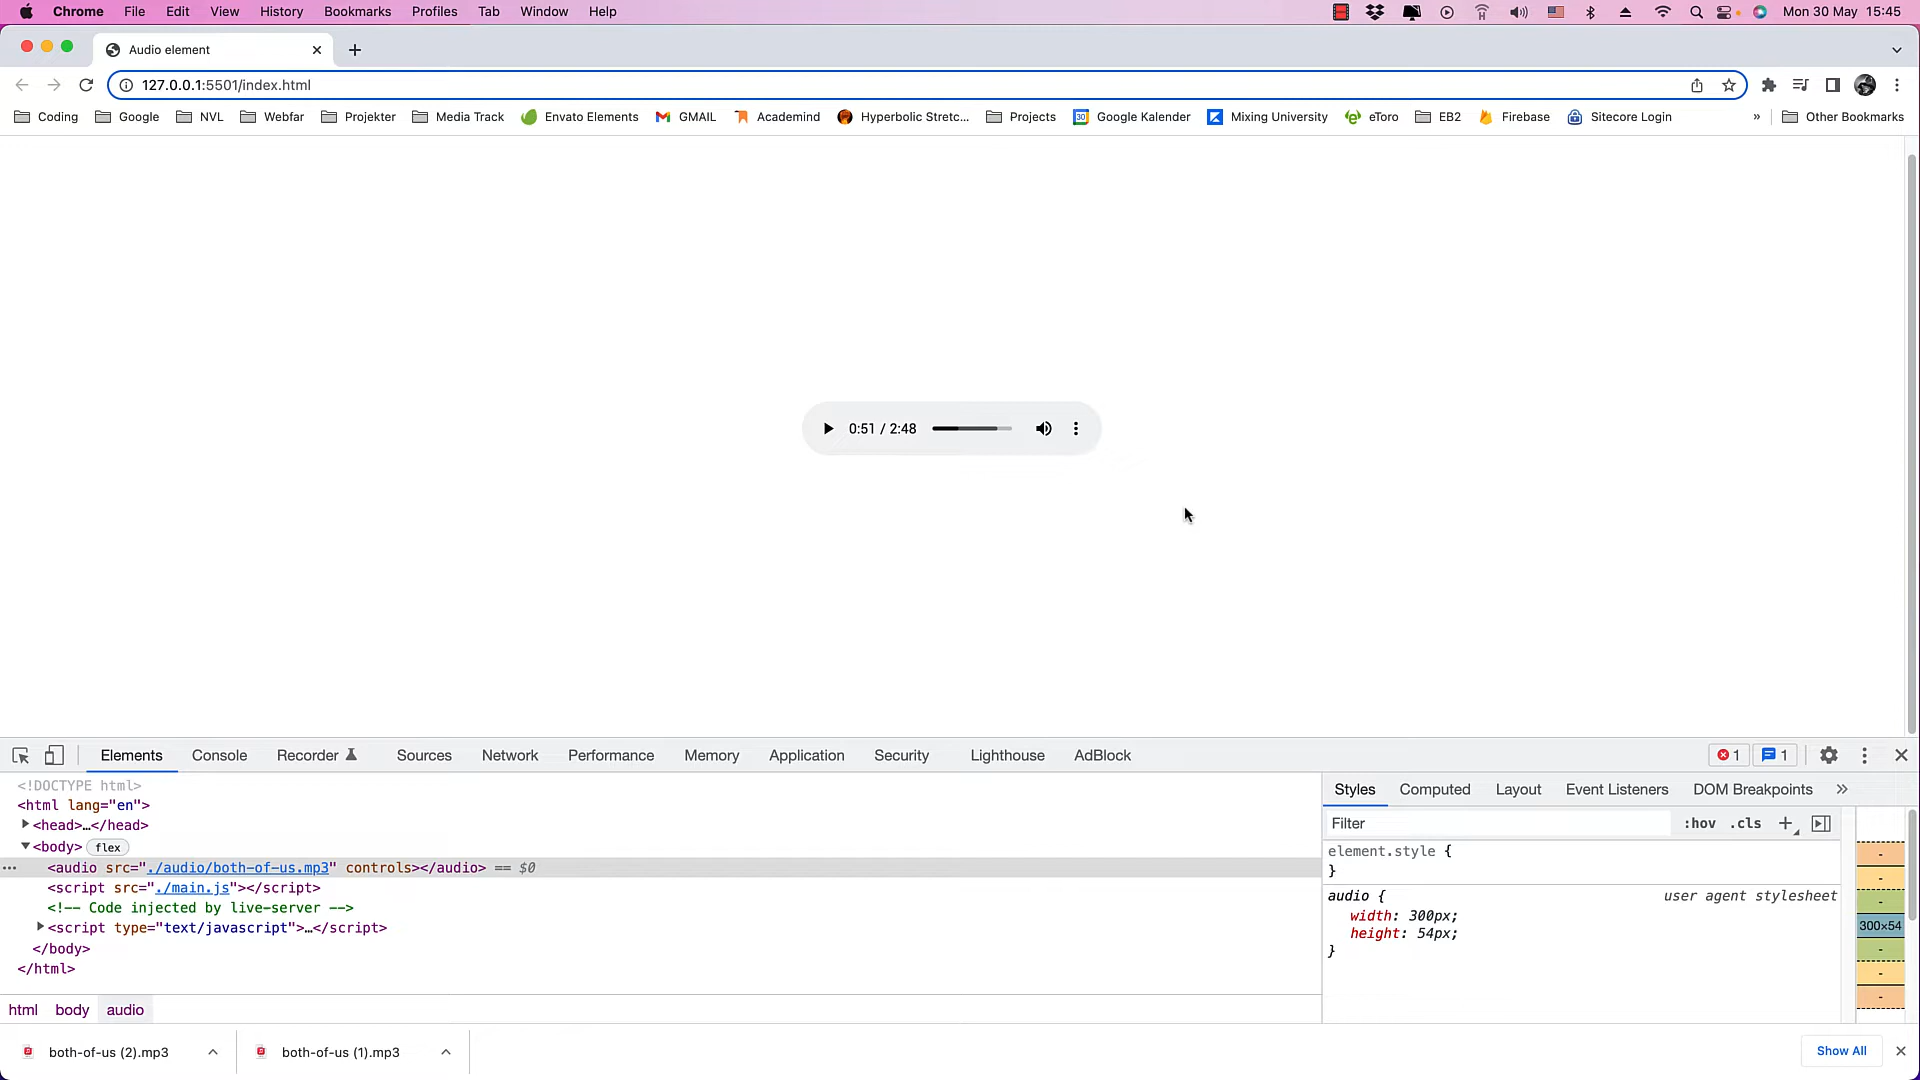 Chrome File Edit View History Bookmarks Profiles Tab Window Help Mon 30 May 15:45
Audio element
127.0.0.1:5501/index.html
Coding Google NVL Webfar Projekter Media Track Envato Elements GMAIL Academind Hyperbolic Stretc... Projects Google Kalender Mixing University eToro EB2 Firebase Sitecore Login » Other Bookmarks
0:51 / 2:48
Elements Console Recorder Sources Network Performance Memory Application Security Lighthouse AdBlock 1 1
<!DOCTYPE html>
<html lang="en">
<head>…</head>
<body> flex
<audio src="./audio/both-of-us.mp3" controls></audio> == $0
<script src="./main.js"></script>
<!-- Code injected by live-server -->
<script type="text/javascript">…</script>
</body>
</html>
html body audio
Styles Computed Layout Event Listeners DOM Breakpoints »
Filter :hov .cls +
element.style {
}
audio { user agent stylesheet
width: 300px;
height: 54px;
}
-
-
-
300×54
-
-
-
both-of-us (2).mp3 both-of-us (1).mp3 Show All